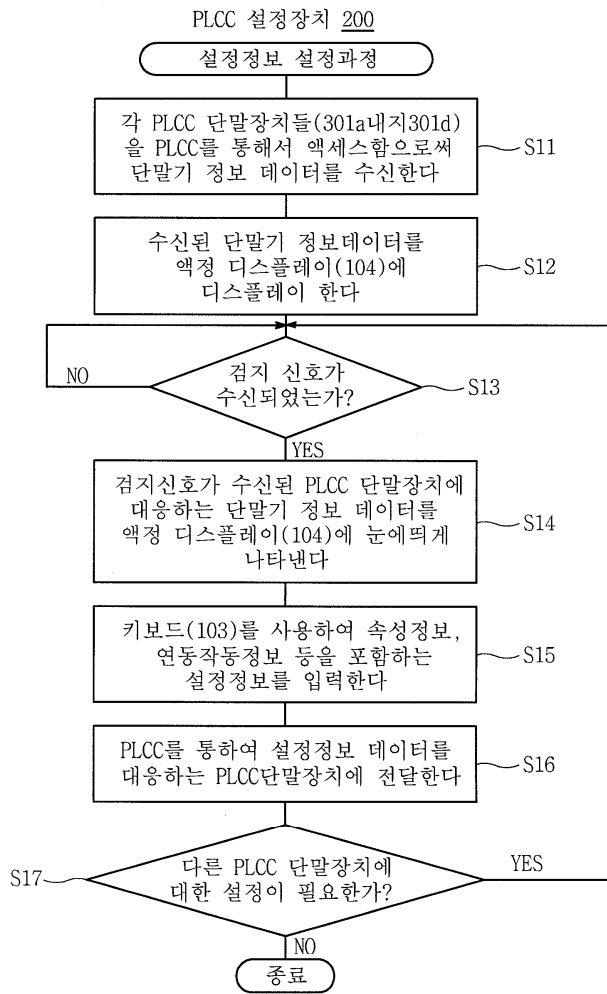 PLCC 설정장치 200
설정정보 설정과정
각 PLCC 단말장치들(301a내지301d)
을 PLCC를 통해서 액세스함으로써
단말기 정보 데이터를 수신한다
S11
수신된 단말기 정보데이터를
액정 디스플레이(104)에
디스플레이 한다
S12
검지 신호가
수신되었는가?
NO
S13
YES
검지신호가 수신된 PLCC 단말장치에
대응하는 단말기 정보 데이터를
액정 디스플레이(104)에 눈에띄게
나타낸다
S14
키보드(103)를 사용하여 속성정보,
연동작동정보 등을 포함하는
설정정보를 입력한다
S15
PLCC를 통하여 설정정보 데이터를
대응하는 PLCC단말장치에 전달한다
S16
다른 PLCC 단말장치에
대한 설정이 필요한가?
S17
YES
NO
종료